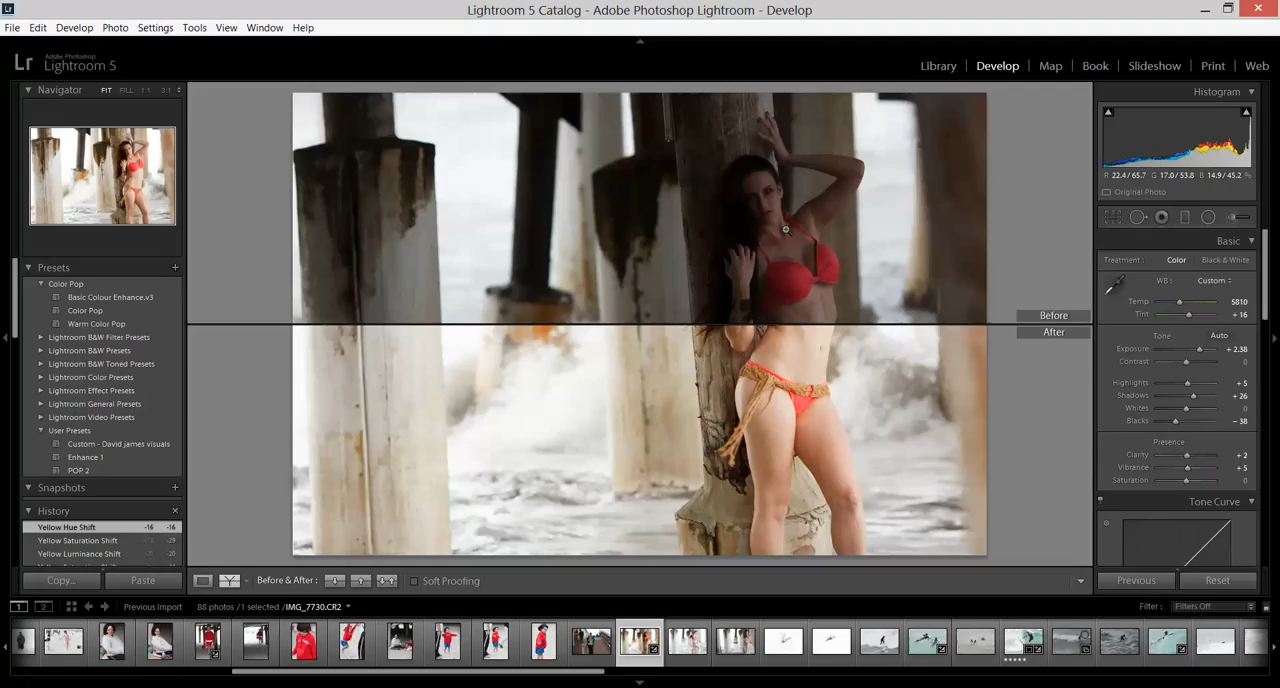 Lightroom 5 Catalog - Adobe Photoshop Lightroom - Develop
File Edit Develop Photo Settings Tools View Window Help
Lr Adobe Photoshop Lightroom 5
Library | Develop | Map | Book | Slideshow | Print | Web
Navigator FIT FILL 1:1 3:1
Presets +
Color Pop
Basic Colour Enhance.v3
Color Pop
Warm Color Pop
Lightroom B&W Filter Presets
Lightroom B&W Presets
Lightroom B&W Toned Presets
Lightroom Color Presets
Lightroom Effect Presets
Lightroom General Presets
Lightroom Video Presets
User Presets
Custom - David james visuals
Enhance 1
POP 2
Snapshots +
History ×
Yellow Hue Shift -16 -16
Yellow Saturation Shift -29
Yellow Luminance Shift -20
Copy... Paste
Before
After
Before & After : Soft Proofing
Histogram
R 22.4 / 65.7 G 17.0 / 53.8 B 14.9 / 45.2 %
Original Photo
Basic
Treatment : Color Black & White
WB : Custom
Temp 5810
Tint + 16
Tone Auto
Exposure + 2.38
Contrast 0
Highlights + 5
Shadows + 26
Whites 0
Blacks - 38
Presence
Clarity + 2
Vibrance + 5
Saturation 0
Tone Curve
Previous Reset
1 2 Previous Import 88 photos / 1 selected / IMG_7730.CR2 Filter : Filters Off